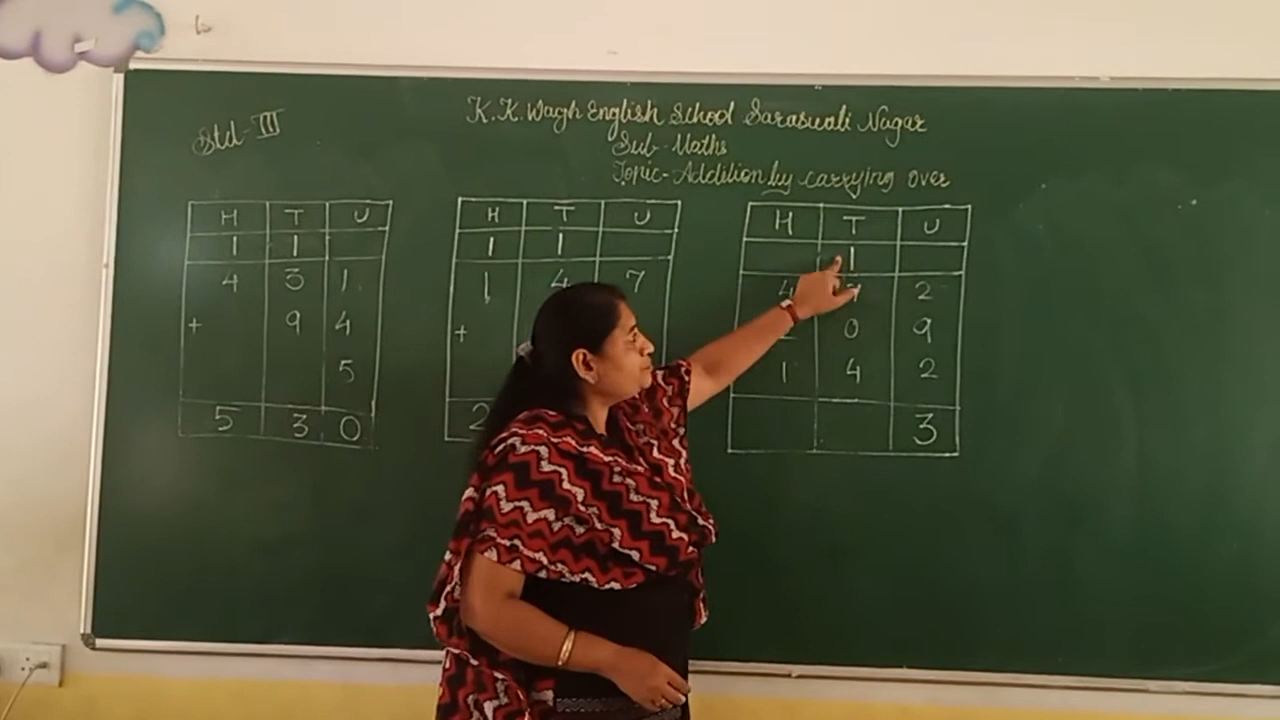 Std-III
K.K.Wagh English School Saraswati Nagar
Sub-Maths
Topic-Addition by carrying over
H T U
1 1
4 3 1
+ 9 4
5
5 3 0
H T U
1 1
1 4 7
+
2
H T U
1
4 2
0 9
1 4 2
3